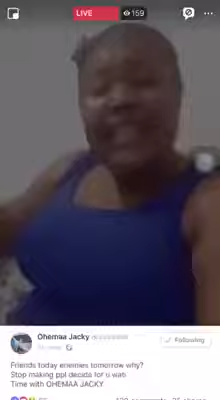 LIVE
159
Ohemaa Jacky
Following
Friends today enemies tomorrow why?
Stop making ppl decide for u wati
Time with OHEMAA JACKY